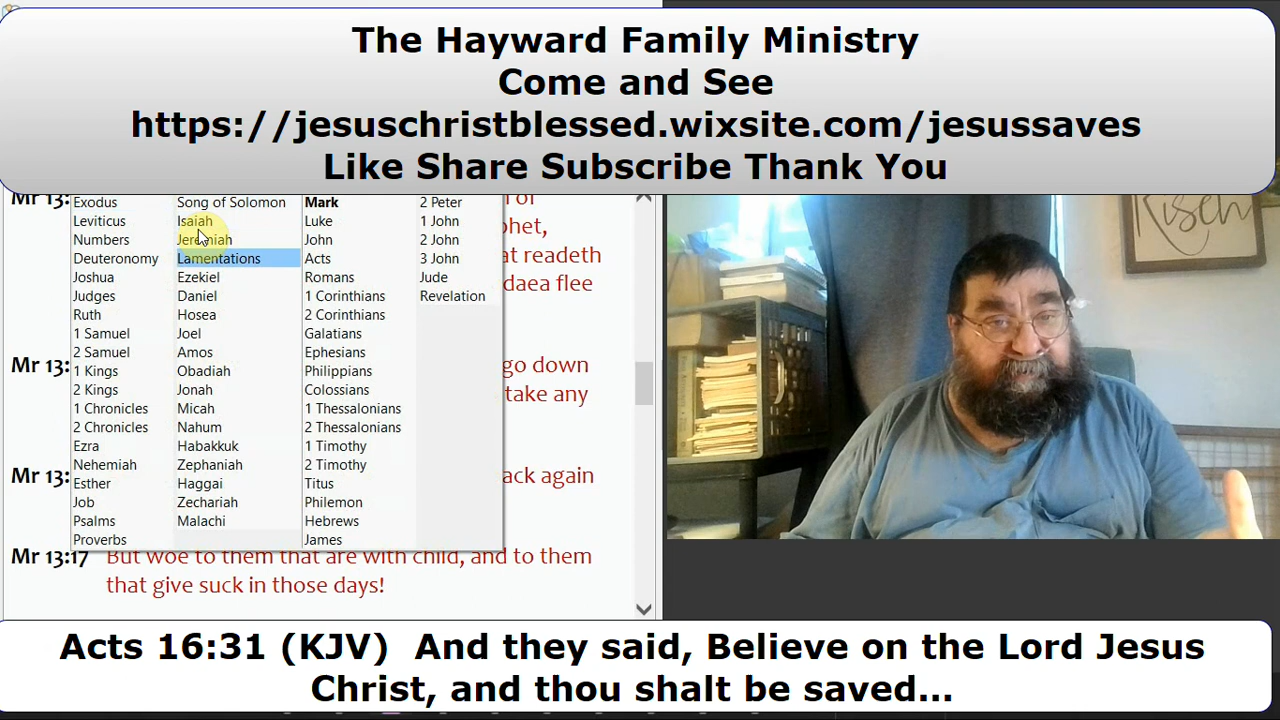 The Hayward Family Ministry
Come and See
https://jesuschristblessed.wixsite.com/jesussaves
Like Share Subscribe Thank You
Risen
Mr 13:
Exodus
Leviticus
Numbers
Deuteronomy
Joshua
Judges
Ruth
1 Samuel
2 Samuel
1 Kings
2 Kings
1 Chronicles
2 Chronicles
Ezra
Nehemiah
Esther
Job
Psalms
Proverbs
Song of Solomon
Isaiah
Jeremiah
Lamentations
Ezekiel
Daniel
Hosea
Joel
Amos
Obadiah
Jonah
Micah
Nahum
Habakkuk
Zephaniah
Haggai
Zechariah
Malachi
Mark
Luke
John
Acts
Romans
1 Corinthians
2 Corinthians
Galatians
Ephesians
Philippians
Colossians
1 Thessalonians
2 Thessalonians
1 Timothy
2 Timothy
Titus
Philemon
Hebrews
James
2 Peter
1 John
2 John
3 John
Jude
Revelation
of
phet,
at readeth
daea flee
Mr 13:
go down
take any
Mr 13:
ack again
Mr 13:17 But woe to them that are with child, and to them
that give suck in those days!
Acts 16:31 (KJV) And they said, Believe on the Lord Jesus
Christ, and thou shalt be saved...